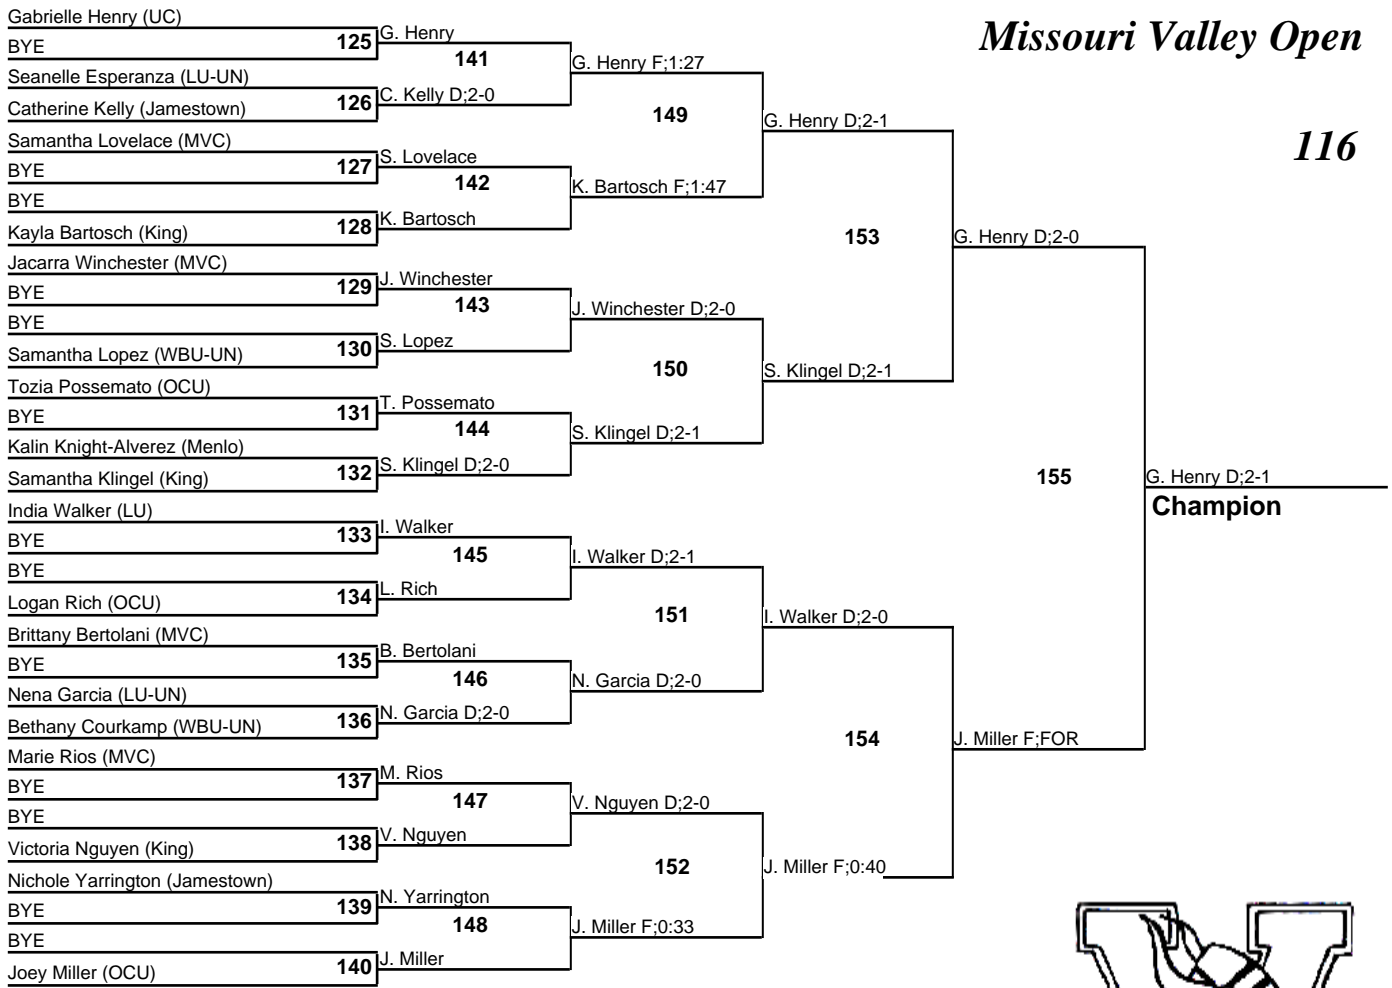 Missouri Valley Open
116
Gabrielle Henry (UC)
BYE
125
Seanelle Esperanza (LU-UN)
Catherine Kelly (Jamestown)
126
Samantha Lovelace (MVC)
BYE
127
BYE
Kayla Bartosch (King)
128
Jacarra Winchester (MVC)
BYE
129
BYE
Samantha Lopez (WBU-UN)
130
Tozia Possemato (OCU)
BYE
131
Kalin Knight-Alverez (Menlo)
Samantha Klingel (King)
132
India Walker (LU)
BYE
133
BYE
Logan Rich (OCU)
134
Brittany Bertolani (MVC)
BYE
135
Nena Garcia (LU-UN)
Bethany Courkamp (WBU-UN)
136
Marie Rios (MVC)
BYE
137
BYE
Victoria Nguyen (King)
138
Nichole Yarrington (Jamestown)
BYE
139
BYE
Joey Miller (OCU)
140
G. Henry
141
C. Kelly D;2-0
S. Lovelace
142
K. Bartosch
J. Winchester
143
S. Lopez
T. Possemato
144
S. Klingel D;2-0
I. Walker
145
L. Rich
B. Bertolani
146
N. Garcia D;2-0
M. Rios
147
V. Nguyen
N. Yarrington
148
J. Miller
G. Henry F;1:27
149
K. Bartosch F;1:47
J. Winchester D;2-0
150
S. Klingel D;2-1
I. Walker D;2-1
151
N. Garcia D;2-0
V. Nguyen D;2-0
152
J. Miller F;0:33
G. Henry D;2-1
153
S. Klingel D;2-1
I. Walker D;2-0
154
J. Miller F;0:40
G. Henry D;2-0
155
J. Miller F;FOR
G. Henry D;2-1
Champion